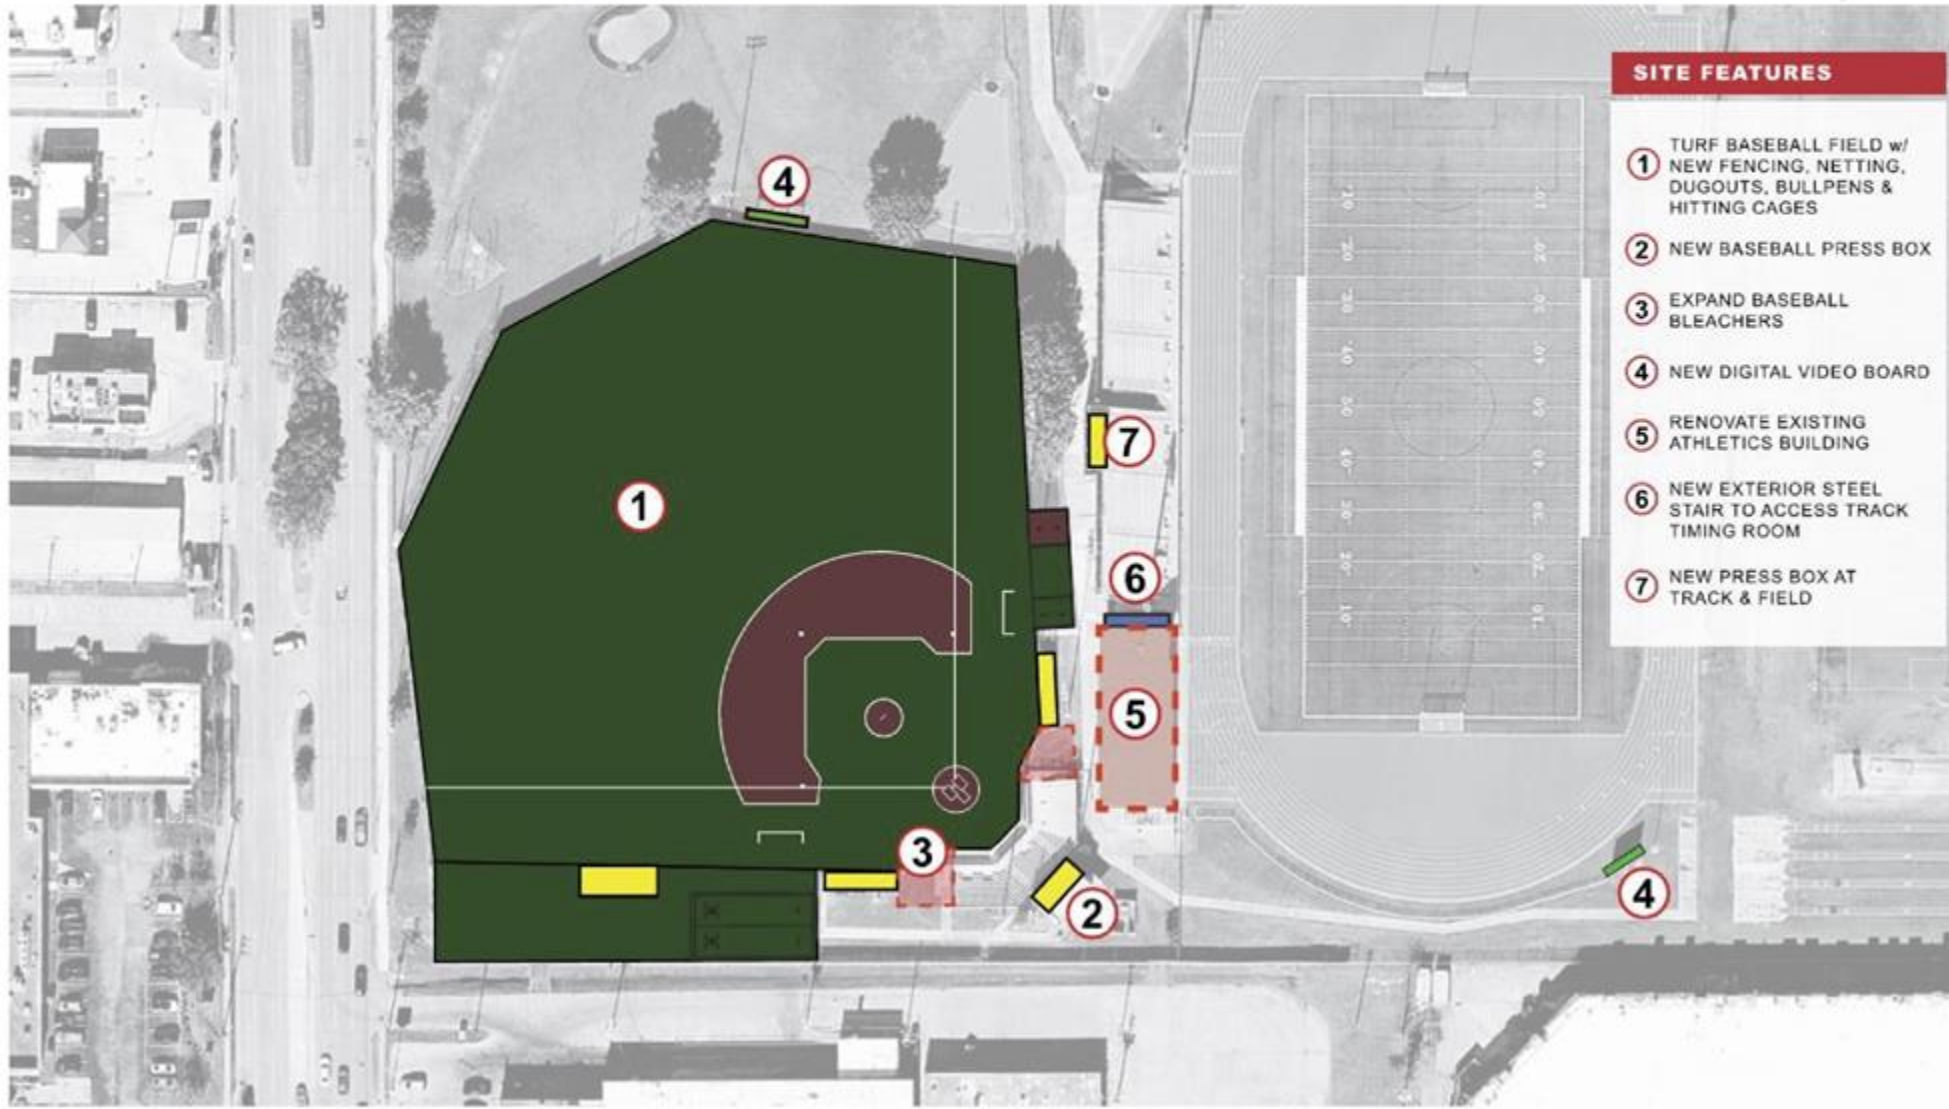 SITE FEATURES
1 TURF BASEBALL FIELD w/
NEW FENCING, NETTING,
DUGOUTS, BULLPENS &
HITTING CAGES
2 NEW BASEBALL PRESS BOX
3 EXPAND BASEBALL
BLEACHERS
4 NEW DIGITAL VIDEO BOARD
5 RENOVATE EXISTING
ATHLETICS BUILDING
6 NEW EXTERIOR STEEL
STAIR TO ACCESS TRACK
TIMING ROOM
7 NEW PRESS BOX AT
TRACK & FIELD
4
7
1
6
5
3
2
4